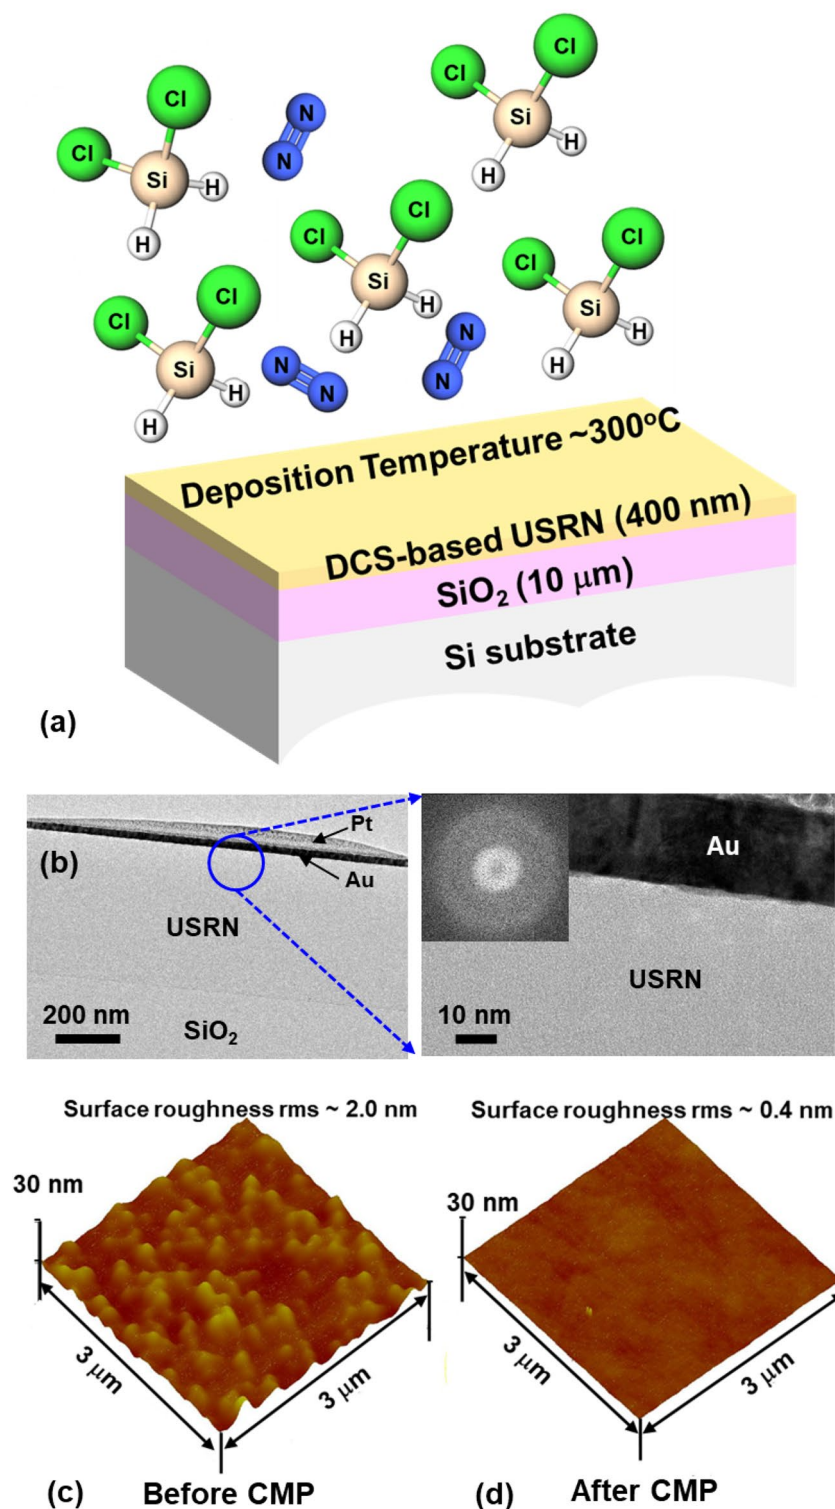 Cl
Cl
Si
H
H
N
N
Cl
Cl
Si
H
H
Cl
Cl
Si
H
H
Cl
Cl
Si
H
H
Cl
Cl
Si
H
H
N
N
N
N
Deposition Temperature ~300°C
DCS-based USRN (400 nm)
SiO₂ (10 μm)
Si substrate
(a)
(b)
Pt
Au
USRN
200 nm
SiO₂
Au
USRN
10 nm
Surface roughness rms ~ 2.0 nm
30 nm
3 μm
3 μm
(c) Before CMP
Surface roughness rms ~ 0.4 nm
30 nm
3 μm
3 μm
(d) After CMP